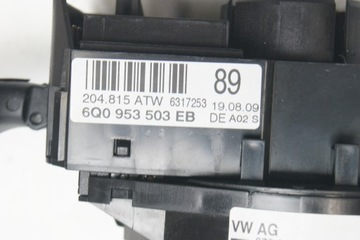 89
204.815 ATW 6317253 19.08.09
6Q0 953 503 EB DE A02 S
VW AG